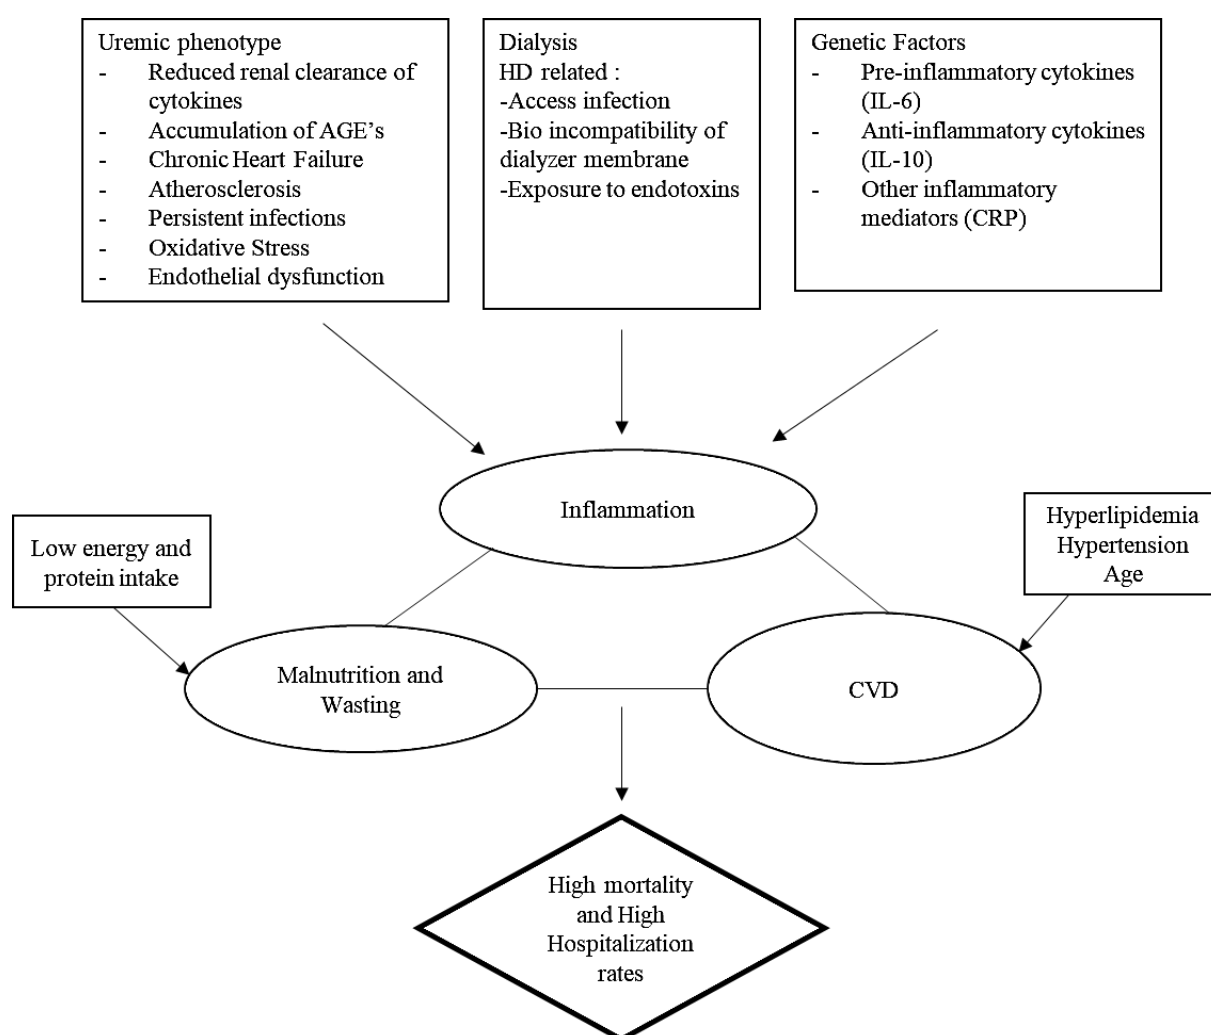 Uremic phenotype
- Reduced renal clearance of
cytokines
- Accumulation of AGE's
- Chronic Heart Failure
- Atherosclerosis
- Persistent infections
- Oxidative Stress
- Endothelial dysfunction
Dialysis
HD related :
-Access infection
-Bio incompatibility of
dialyzer membrane
-Exposure to endotoxins
Genetic Factors
- Pre-inflammatory cytokines
(IL-6)
- Anti-inflammatory cytokines
(IL-10)
- Other inflammatory
mediators (CRP)
Inflammation
Low energy and
protein intake
Hyperlipidemia
Hypertension
Age
Malnutrition and
Wasting
CVD
High mortality
and High
Hospitalization
rates